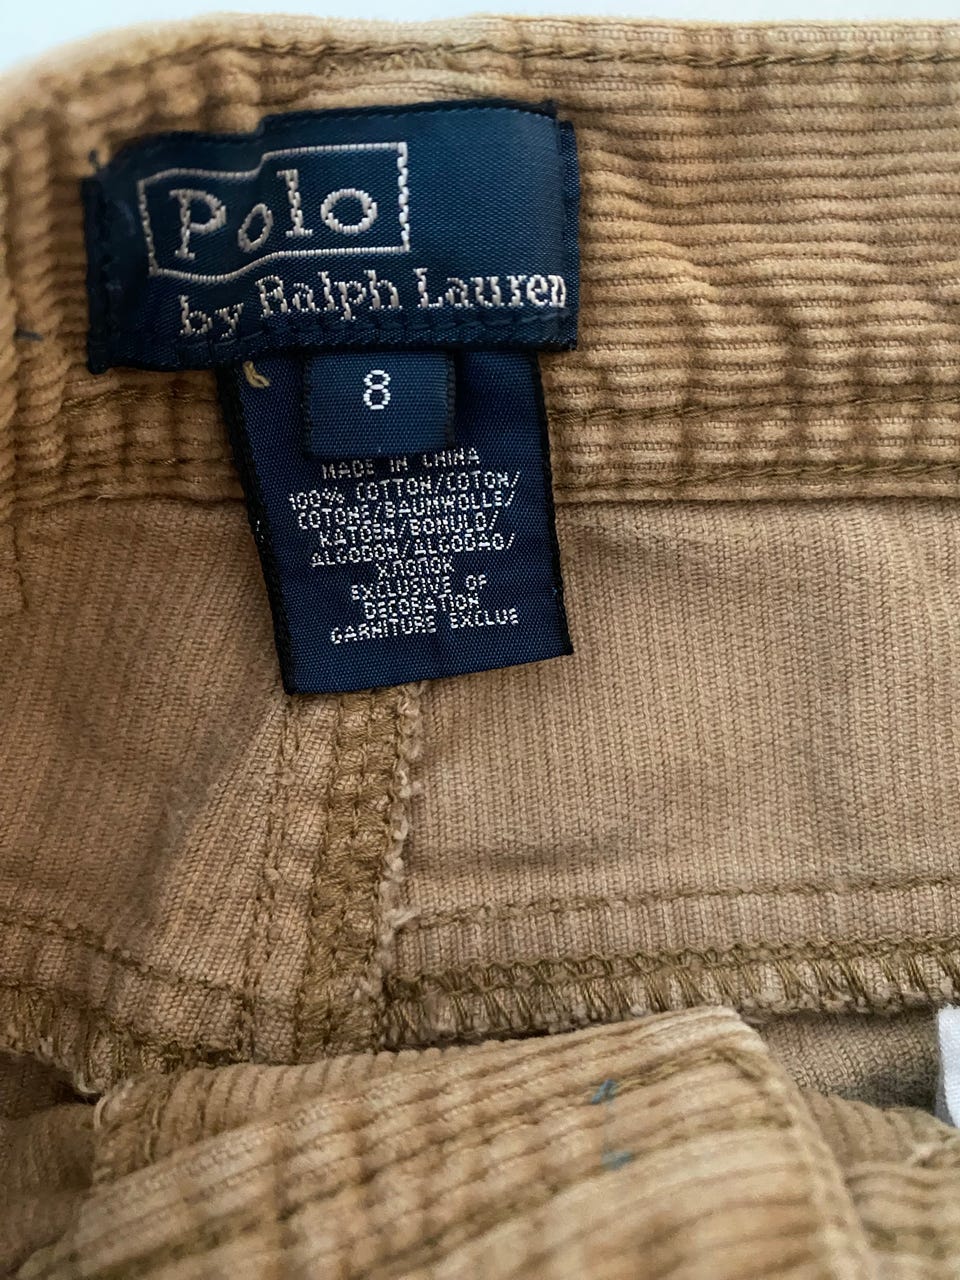 Polo
by Ralph Lauren
8
MADE IN CHINA
100% COTTON/COTON/
COTONE/BAUMWOLLE/
KATOEN/BOMULD/
ALGODON/ALGODAO/
ХЛОПОК
EXCLUSIVE OF
DECORATION
GARNITURE EXCLUE